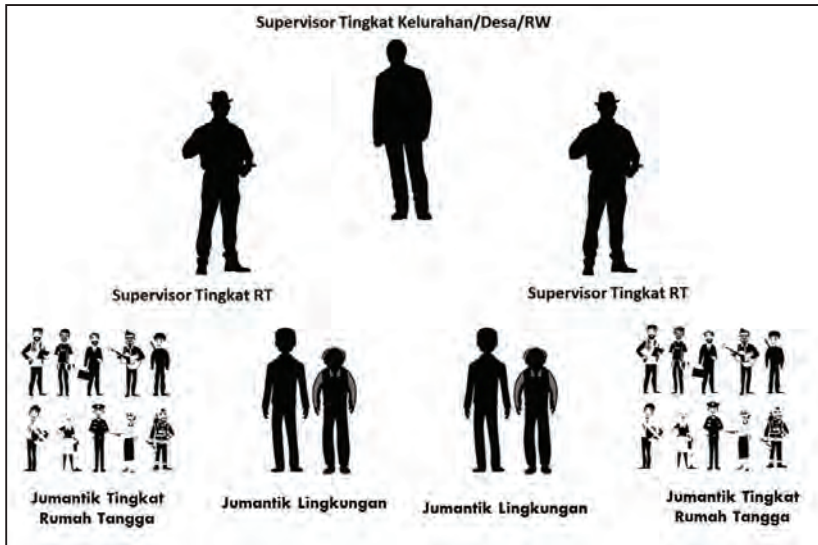 Supervisor Tingkat Kelurahan/Desa/RW
Supervisor Tingkat RT
Supervisor Tingkat RT
Jumantik Tingkat
Rumah Tangga
Jumantik Lingkungan
Jumantik Lingkungan
Jumantik Tingkat
Rumah Tangga